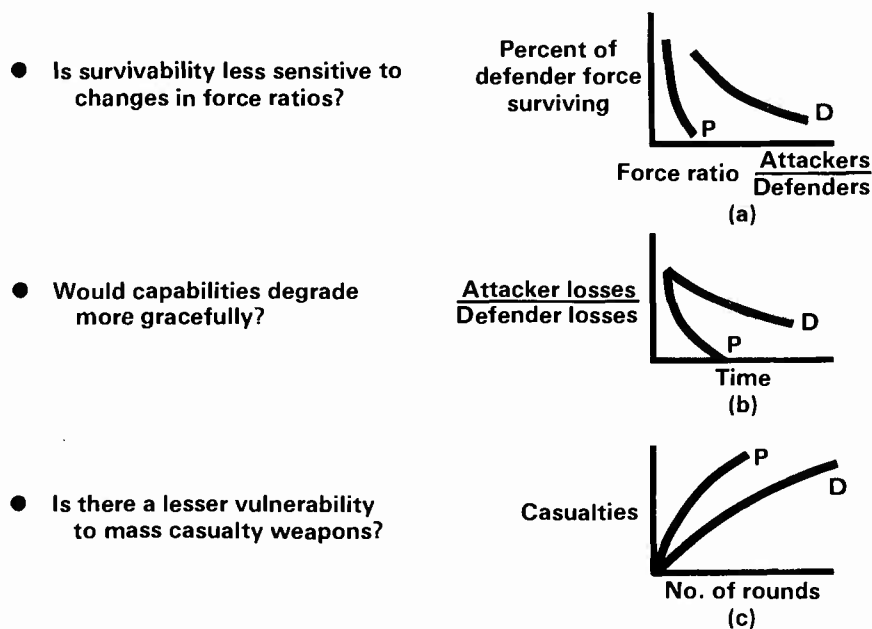 ● Is survivability less sensitive to
changes in force ratios?
Percent of
defender force
surviving
P
D
Force ratio Attackers
Defenders
(a)
● Would capabilities degrade
more gracefully?
Attacker losses
Defender losses
D
P
Time
(b)
● Is there a lesser vulnerability
to mass casualty weapons?
Casualties
P
D
No. of rounds
(c)